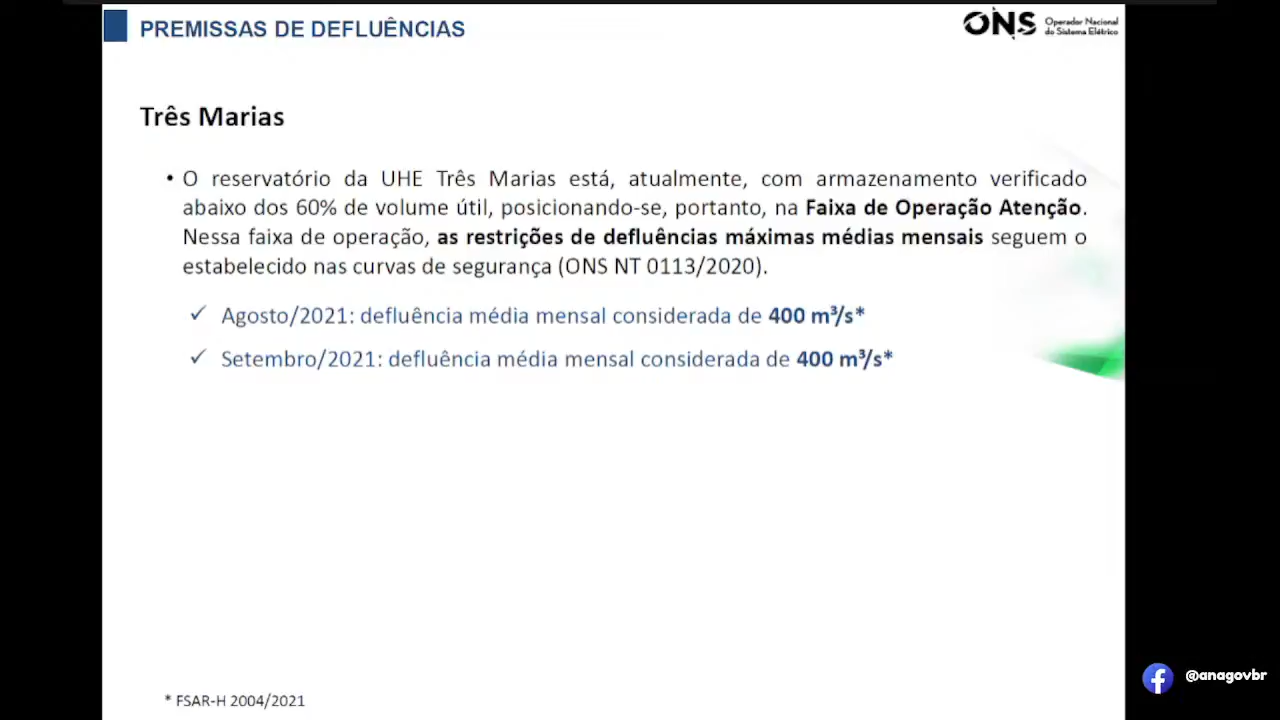 PREMISSAS DE DEFLUÊNCIAS
ONS Operador Nacional
do Sistema Elétrico
Três Marias
• O reservatório da UHE Três Marias está, atualmente, com armazenamento verificado
abaixo dos 60% de volume útil, posicionando-se, portanto, na Faixa de Operação Atenção.
Nessa faixa de operação, as restrições de defluências máximas médias mensais seguem o
estabelecido nas curvas de segurança (ONS NT 0113/2020).
✓ Agosto/2021: defluência média mensal considerada de 400 m³/s*
✓ Setembro/2021: defluência média mensal considerada de 400 m³/s*
@anagovbr
* FSAR-H 2004/2021